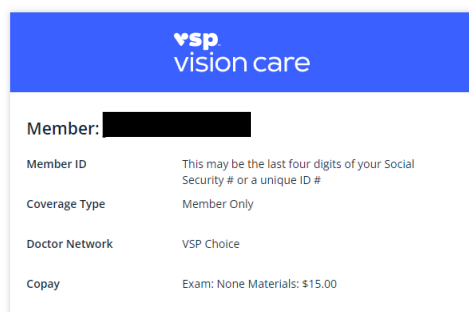 vsp
vision care
Member:
Member ID This may be the last four digits of your Social
Security # or a unique ID #
Coverage Type Member Only
Doctor Network VSP Choice
Copay Exam: None Materials: $15.00